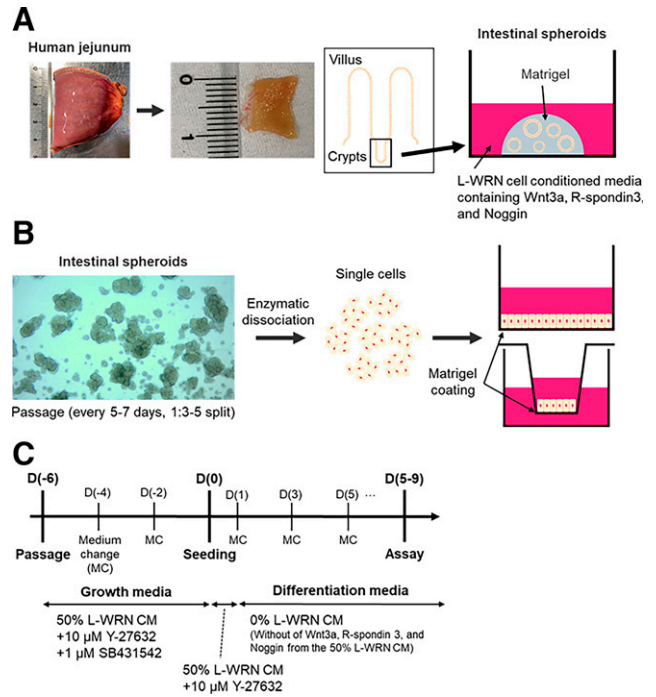 A
Human jejunum
0
1
Villus
Crypts
Intestinal spheroids
Matrigel
L-WRN cell conditioned media
containing Wnt3a, R-spondin3,
and Noggin
B
Intestinal spheroids
Passage (every 5-7 days, 1:3-5 split)
Enzymatic
dissociation
Single cells
Matrigel
coating
C
D(-6)
D(-4)
D(-2)
D(0)
D(1)
D(3)
D(5) ...
D(5-9)
Passage
Medium
change
(MC)
MC
Seeding
MC
MC
MC
Assay
Growth media
Differentiation media
50% L-WRN CM
+10 µM Y-27632
+1 µM SB431542
50% L-WRN CM
+10 µM Y-27632
0% L-WRN CM
(Without of Wnt3a, R-spondin 3, and
Noggin from the 50% L-WRN CM)